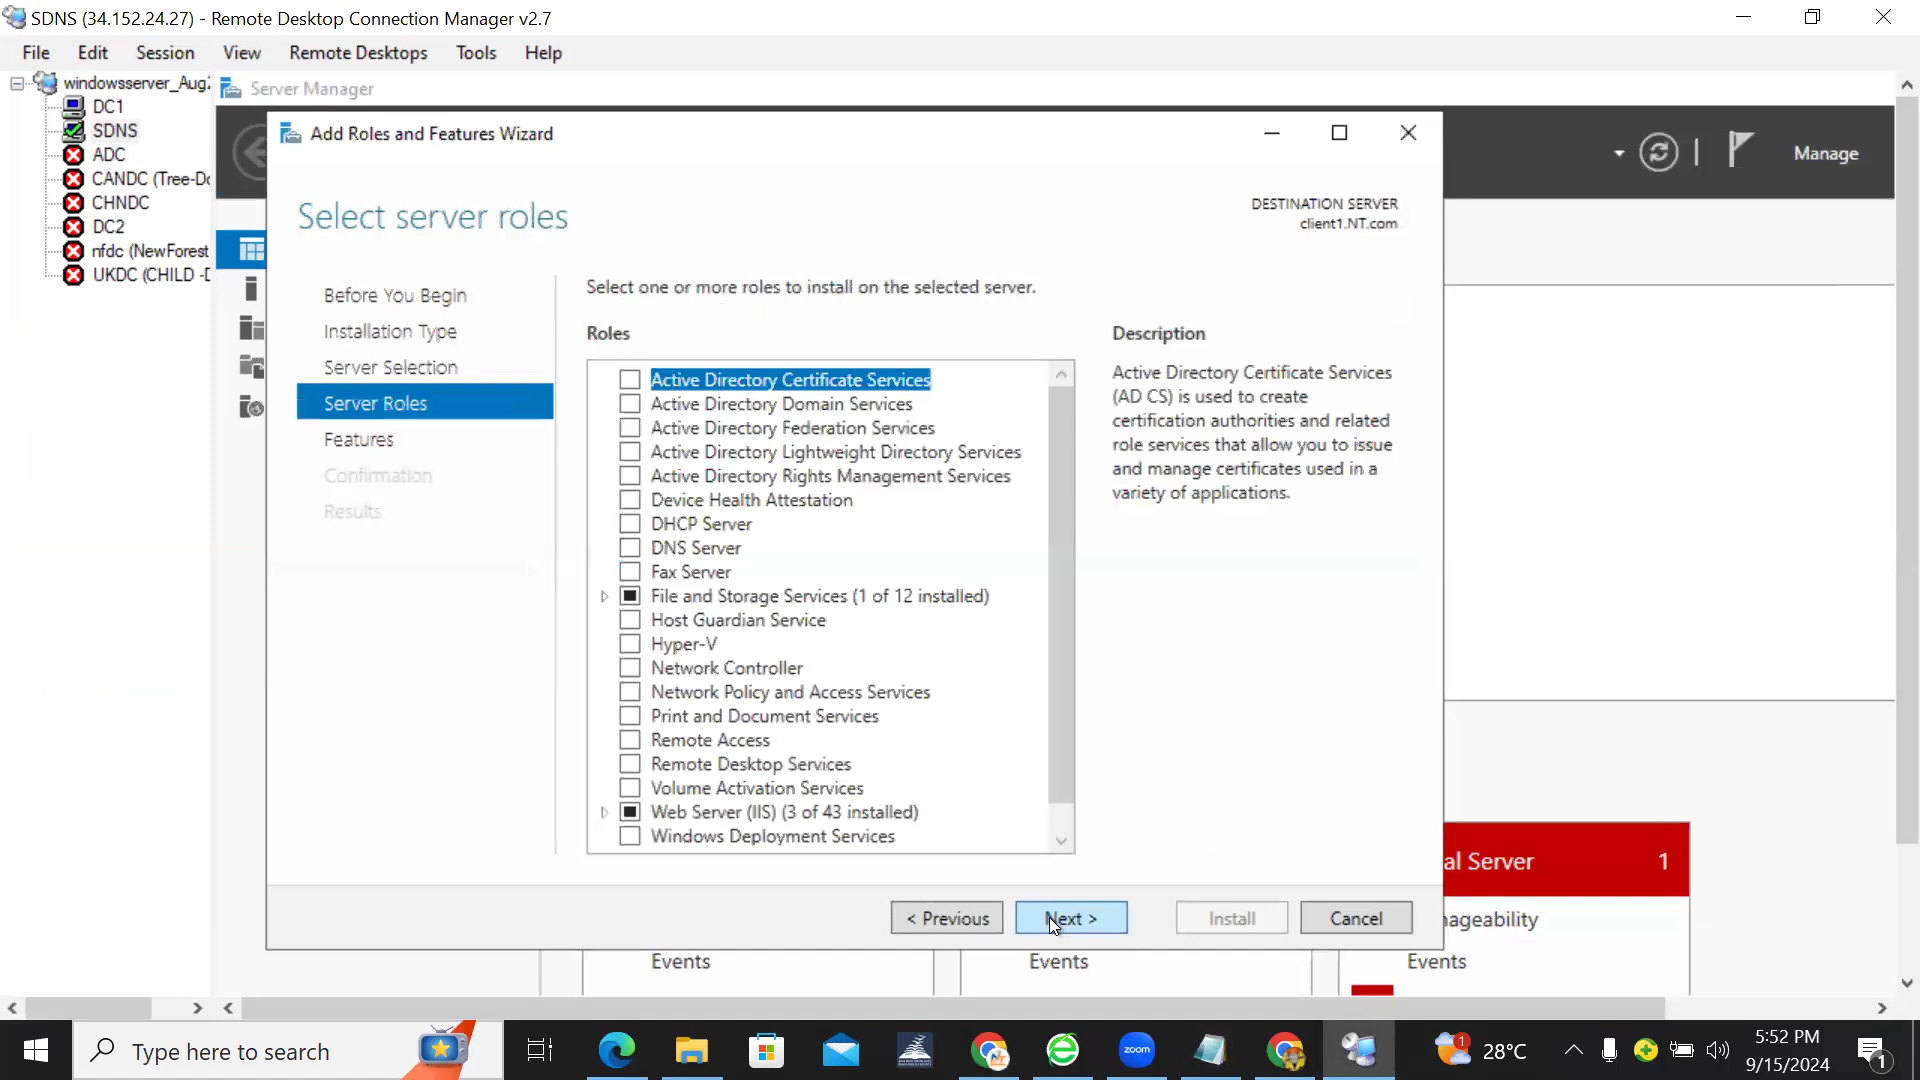 SDNS (34.152.24.27) - Remote Desktop Connection Manager v2.7
File Edit Session View Remote Desktops Tools Help
windowsserver_Aug
DC1
SDNS
ADC
CANDC (Tree-Do
CHNDC
DC2
nfdc (NewForest
UKDC (CHILD -D
Server Manager
Manage
Add Roles and Features Wizard
Select server roles
DESTINATION SERVER
client1.NT.com
Before You Begin
Installation Type
Server Selection
Server Roles
Features
Confirmation
Results
Select one or more roles to install on the selected server.
Roles
Active Directory Certificate Services
Active Directory Domain Services
Active Directory Federation Services
Active Directory Lightweight Directory Services
Active Directory Rights Management Services
Device Health Attestation
DHCP Server
DNS Server
Fax Server
File and Storage Services (1 of 12 installed)
Host Guardian Service
Hyper-V
Network Controller
Network Policy and Access Services
Print and Document Services
Remote Access
Remote Desktop Services
Volume Activation Services
Web Server (IIS) (3 of 43 installed)
Windows Deployment Services
Description
Active Directory Certificate Services
(AD CS) is used to create
certification authorities and related
role services that allow you to issue
and manage certificates used in a
variety of applications.
< Previous Next > Install Cancel
al Server 1
nageability
Events Events Events
Type here to search
zoom
1
28°C
5:52 PM
9/15/2024
1